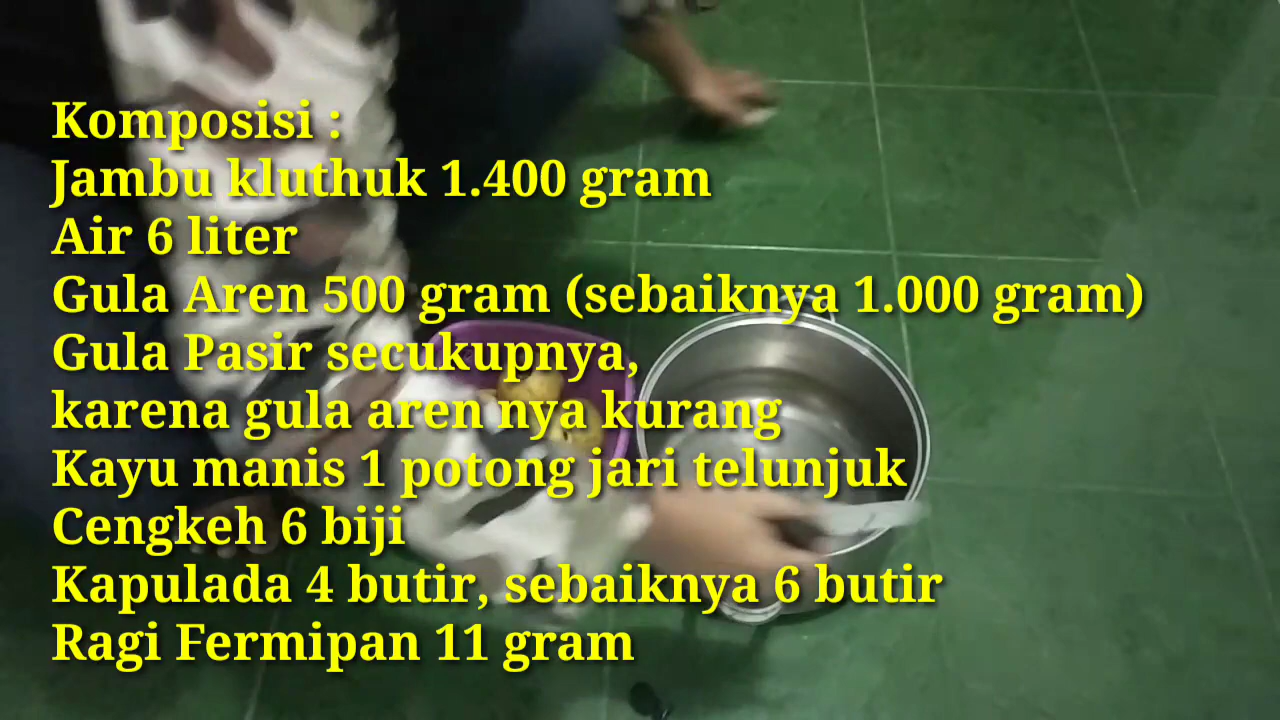 Komposisi :
Jambu kluthuk 1.400 gram
Air 6 liter
Gula Aren 500 gram (sebaiknya 1.000 gram)
Gula Pasir secukupnya,
karena gula aren nya kurang
Kayu manis 1 potong jari telunjuk
Cengkeh 6 biji
Kapulada 4 butir, sebaiknya 6 butir
Ragi Fermipan 11 gram